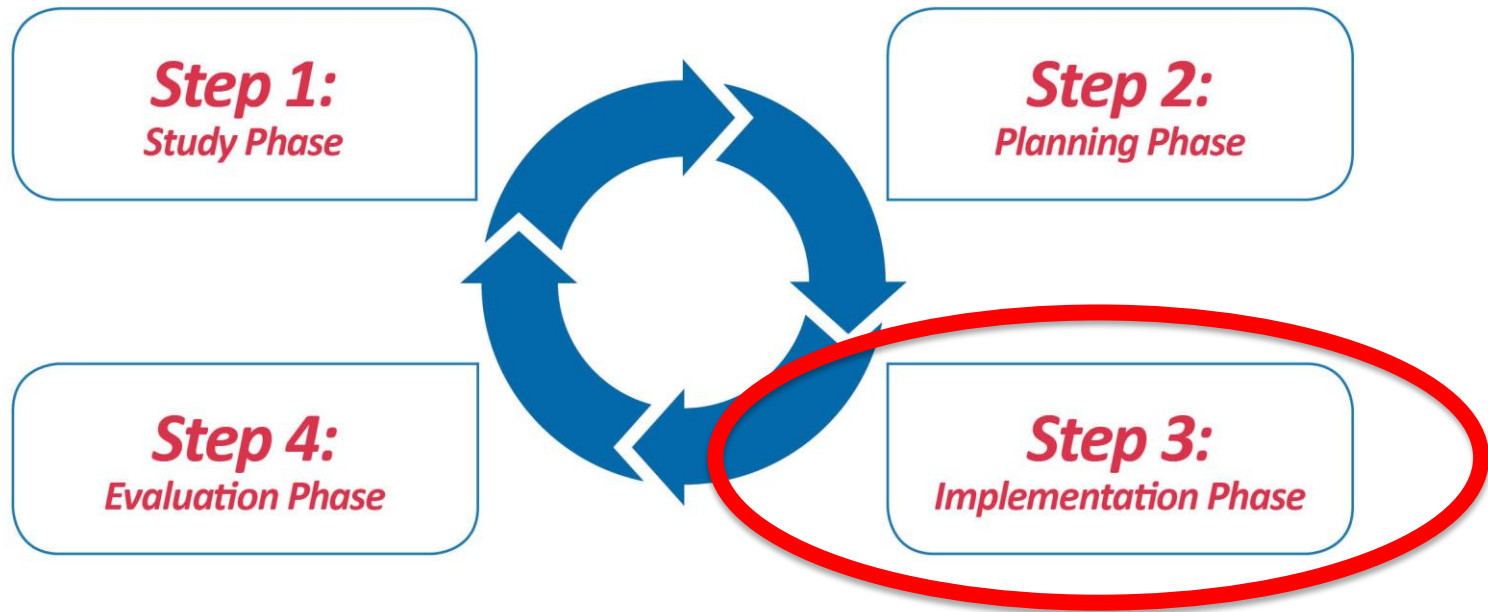 Step 1:
Study Phase
Step 2:
Planning Phase
Step 3:
Implementation Phase
Step 4:
Evaluation Phase